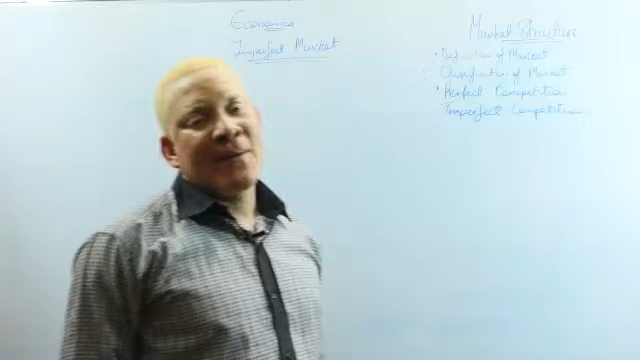 Economics
Imperfect Market
Market Structure
• Definition of Market
: Classification of Market
• Perfect Competition
Imperfect Competition